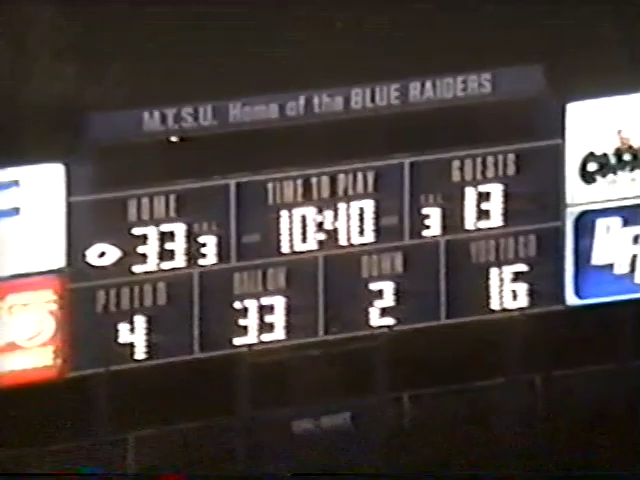 M.T.S.U. Home of the BLUE RAIDERS
HOME TIME TO PLAY GUESTS
33 3 10:40 3 13
PERIOD BALL ON DOWN YDS TO GO
4 33 2 16